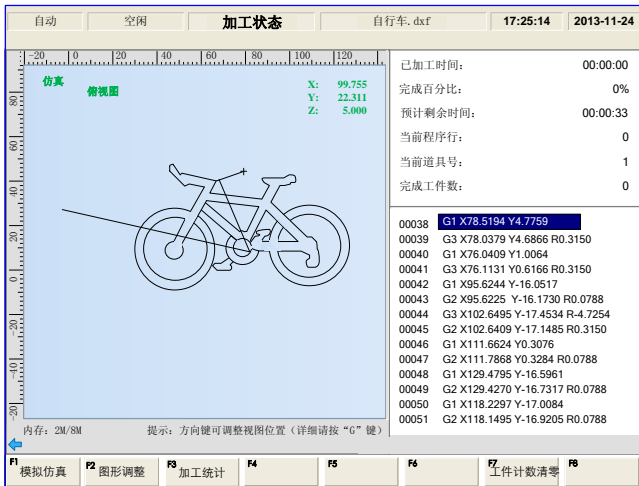 自动 空闲 加工状态 自行车.dxf 17:25:14 2013-11-24
-20 0 20 40 60 80 100 120
仿真
俯视图
X: 99.755
Y: 22.311
Z: 5.000
80
60
40
20
0
-20
-40
-20
内存：2M/8M 提示：方向键可调整视图位置（详细请按“G”键）
已加工时间： 00:00:00
完成百分比： 0%
预计剩余时间： 00:00:33
当前程序行： 0
当前道具号： 1
完成工件数： 0
00038 G1 X78.5194 Y4.7759
00039 G3 X78.0379 Y4.6866 R0.3150
00040 G1 X76.0409 Y1.0064
00041 G3 X76.1131 Y0.6166 R0.3150
00042 G1 X95.6244 Y-16.0517
00043 G2 X95.6225 Y-16.1730 R0.0788
00044 G3 X102.6495 Y-17.4534 R-4.7254
00045 G2 X102.6409 Y-17.1485 R0.3150
00046 G1 X111.6624 Y0.3076
00047 G2 X111.7868 Y0.3284 R0.0788
00048 G1 X129.4795 Y-16.5961
00049 G2 X129.4270 Y-16.7317 R0.0788
00050 G1 X118.2297 Y-17.0084
00051 G2 X118.1495 Y-16.9205 R0.0788
F1 模拟仿真 F2 图形调整 F3 加工统计 F4 F5 F6 F7 工件计数清零 F8